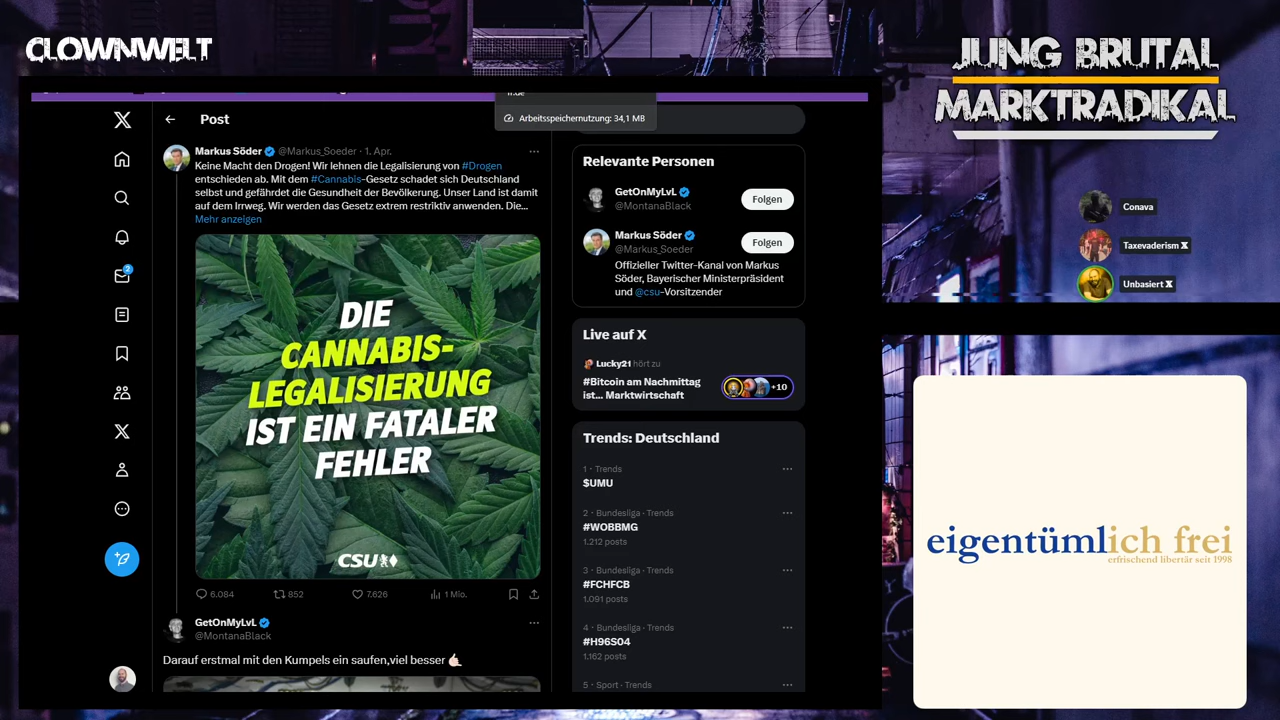 CLOWNWELT
JUNG BRUTAL
MARKTRADIKAL
Arbeitsspeichernutzung: 34,1 MB
Post
Markus Söder @Markus_Soeder · 1. Apr.
Keine Macht den Drogen! Wir lehnen die Legalisierung von #Drogen
entschieden ab. Mit dem #Cannabis-Gesetz schadet sich Deutschland
selbst und gefährdet die Gesundheit der Bevölkerung. Unser Land ist damit
auf dem Irrweg. Wir werden das Gesetz extrem restriktiv anwenden. Die...
Mehr anzeigen
DIE
CANNABIS-
LEGALISIERUNG
IST EIN FATALER
FEHLER
CSU
6.084 852 7.626 1 Mio.
GetOnMyLvL
@MontanaBlack
Darauf erstmal mit den Kumpels ein saufen,viel besser 🤙🏻
2
Relevante Personen
GetOnMyLvL
@MontanaBlack
Folgen
Markus Söder
@Markus_Soeder
Folgen
Offizieller Twitter-Kanal von Markus
Söder, Bayerischer Ministerpräsident
und @csu-Vorsitzender
Live auf X
Lucky21 hört zu
#Bitcoin am Nachmittag
ist... Marktwirtschaft
+10
Trends: Deutschland
1 · Trends
$UMU
2 · Bundesliga · Trends
#WOBBMG
1.212 posts
3 · Bundesliga · Trends
#FCHFCB
1.091 posts
4 · Bundesliga · Trends
#H96S04
1.162 posts
5 · Sport · Trends
Conava
Taxevaderism X
Unbasiert X
eigentümlich frei
erfrischend libertär seit 1998